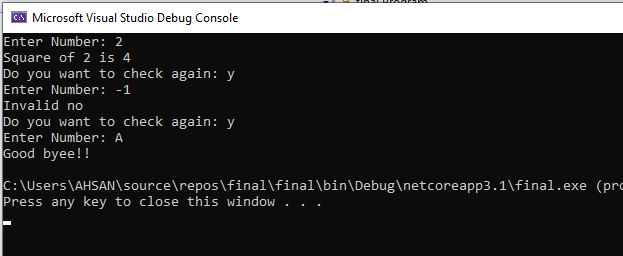 Microsoft Visual Studio Debug Console
Enter Number: 2
Square of 2 is 4
Do you want to check again: y
Enter Number: -1
Invalid no
Do you want to check again: y
Enter Number: A
Good byee!!
C:\Users\AHSAN\source\repos\final\final\bin\Debug\netcoreapp3.1\final.exe (pro
Press any key to close this window . . .